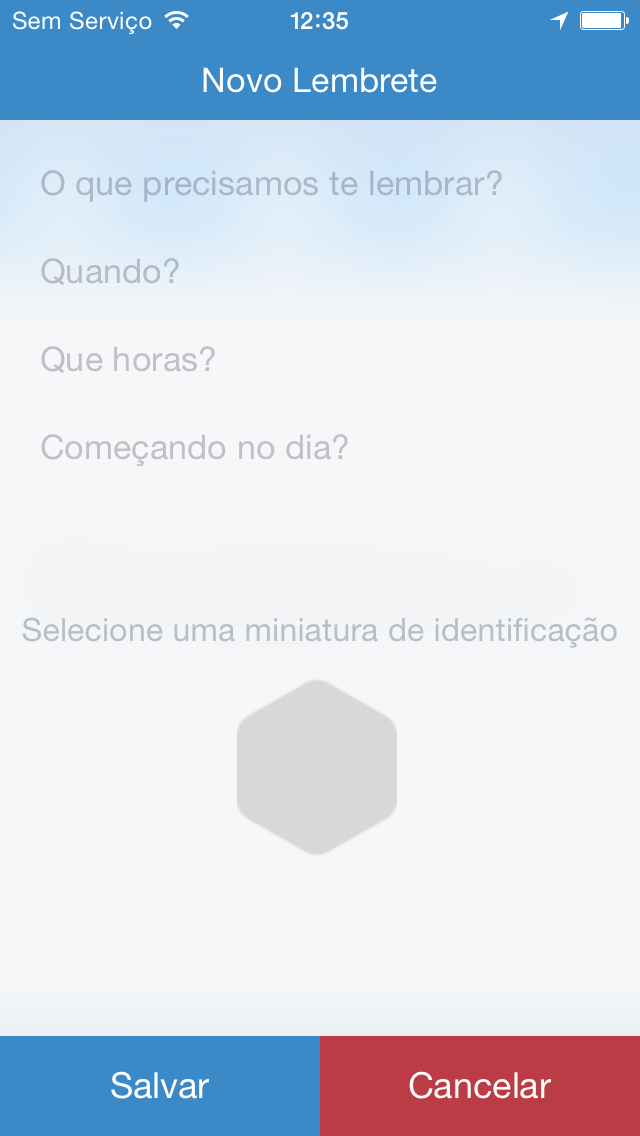 Sem Serviço 12:35
Novo Lembrete
O que precisamos te lembrar?
Quando?
Que horas?
Começando no dia?
Selecione uma miniatura de identificação
Salvar Cancelar